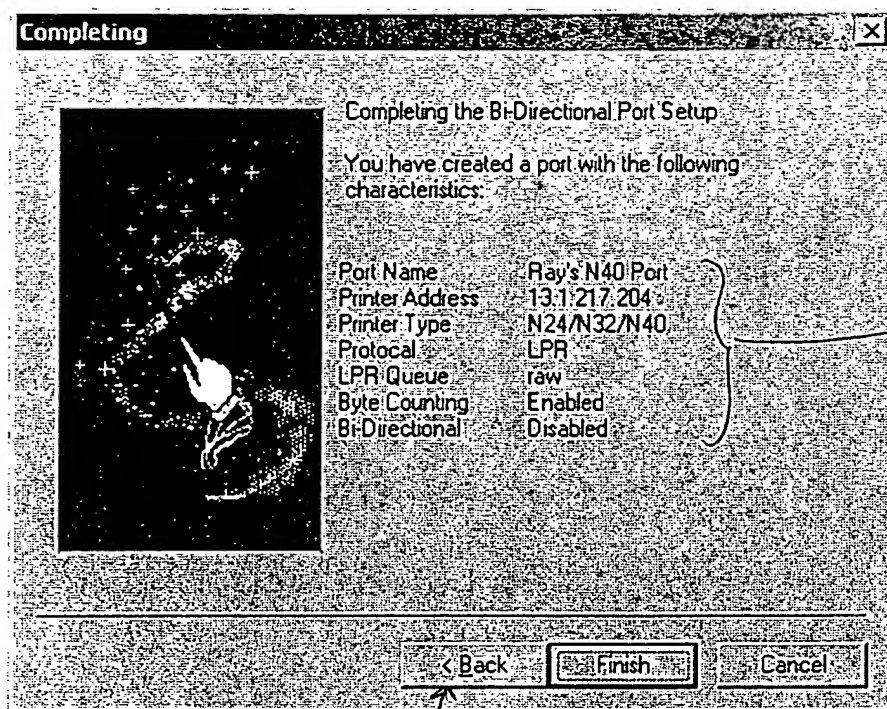 Completing
Completing the Bi-Directional Port Setup
You have created a port with the following
characteristics:
Port Name Ray's N40 Port
Printer Address 13.1.217.204
Printer Type N24/N32/N40
Protocal LPR
LPR Queue raw
Byte Counting Enabled
Bi-Directional Disabled
< Back Finish Cancel